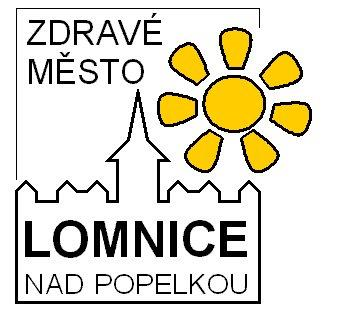 ZDRAVÉ
MĚSTO
LOMNICE
NAD POPELKOU